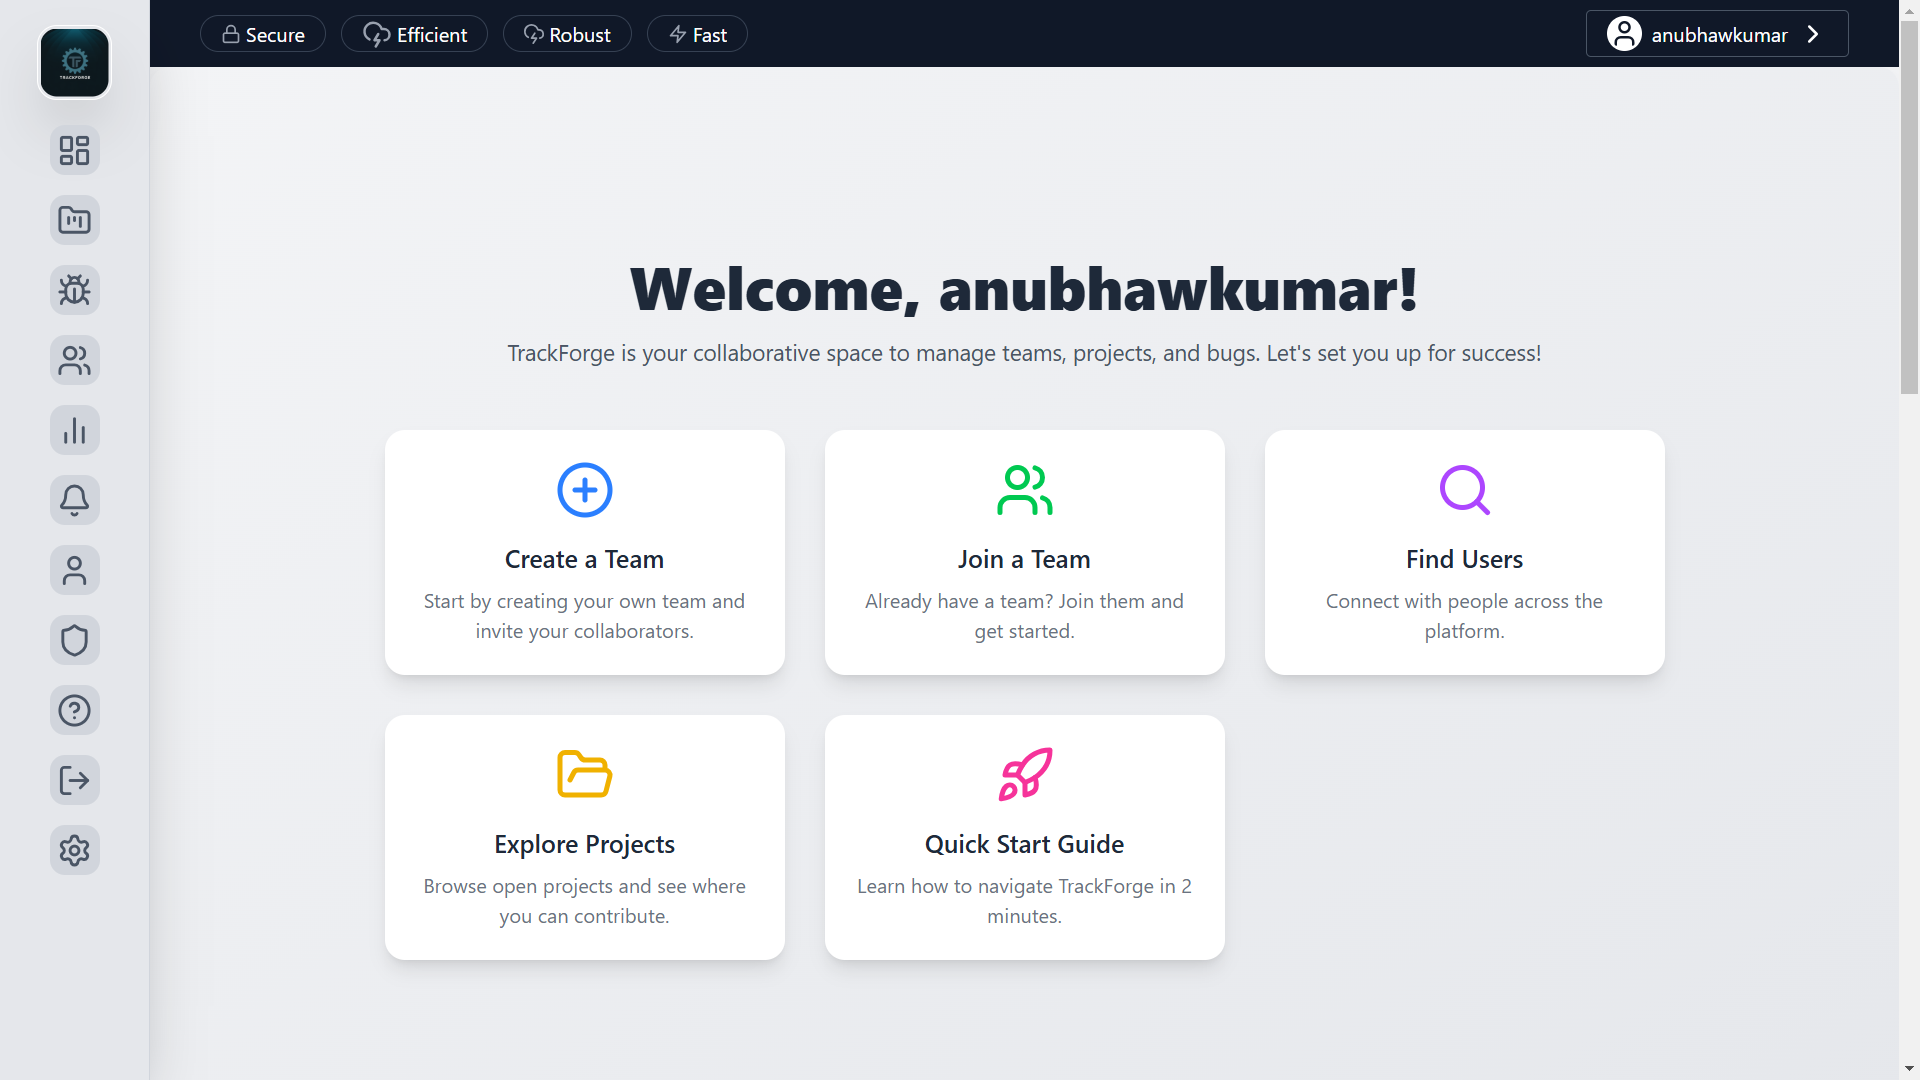 TRACKFORGE
Secure
Efficient
Robust
Fast
anubhawkumar
Welcome, anubhawkumar!
TrackForge is your collaborative space to manage teams, projects, and bugs. Let's set you up for success!
Create a Team
Start by creating your own team and
invite your collaborators.
Join a Team
Already have a team? Join them and
get started.
Find Users
Connect with people across the
platform.
Explore Projects
Browse open projects and see where
you can contribute.
Quick Start Guide
Learn how to navigate TrackForge in 2
minutes.